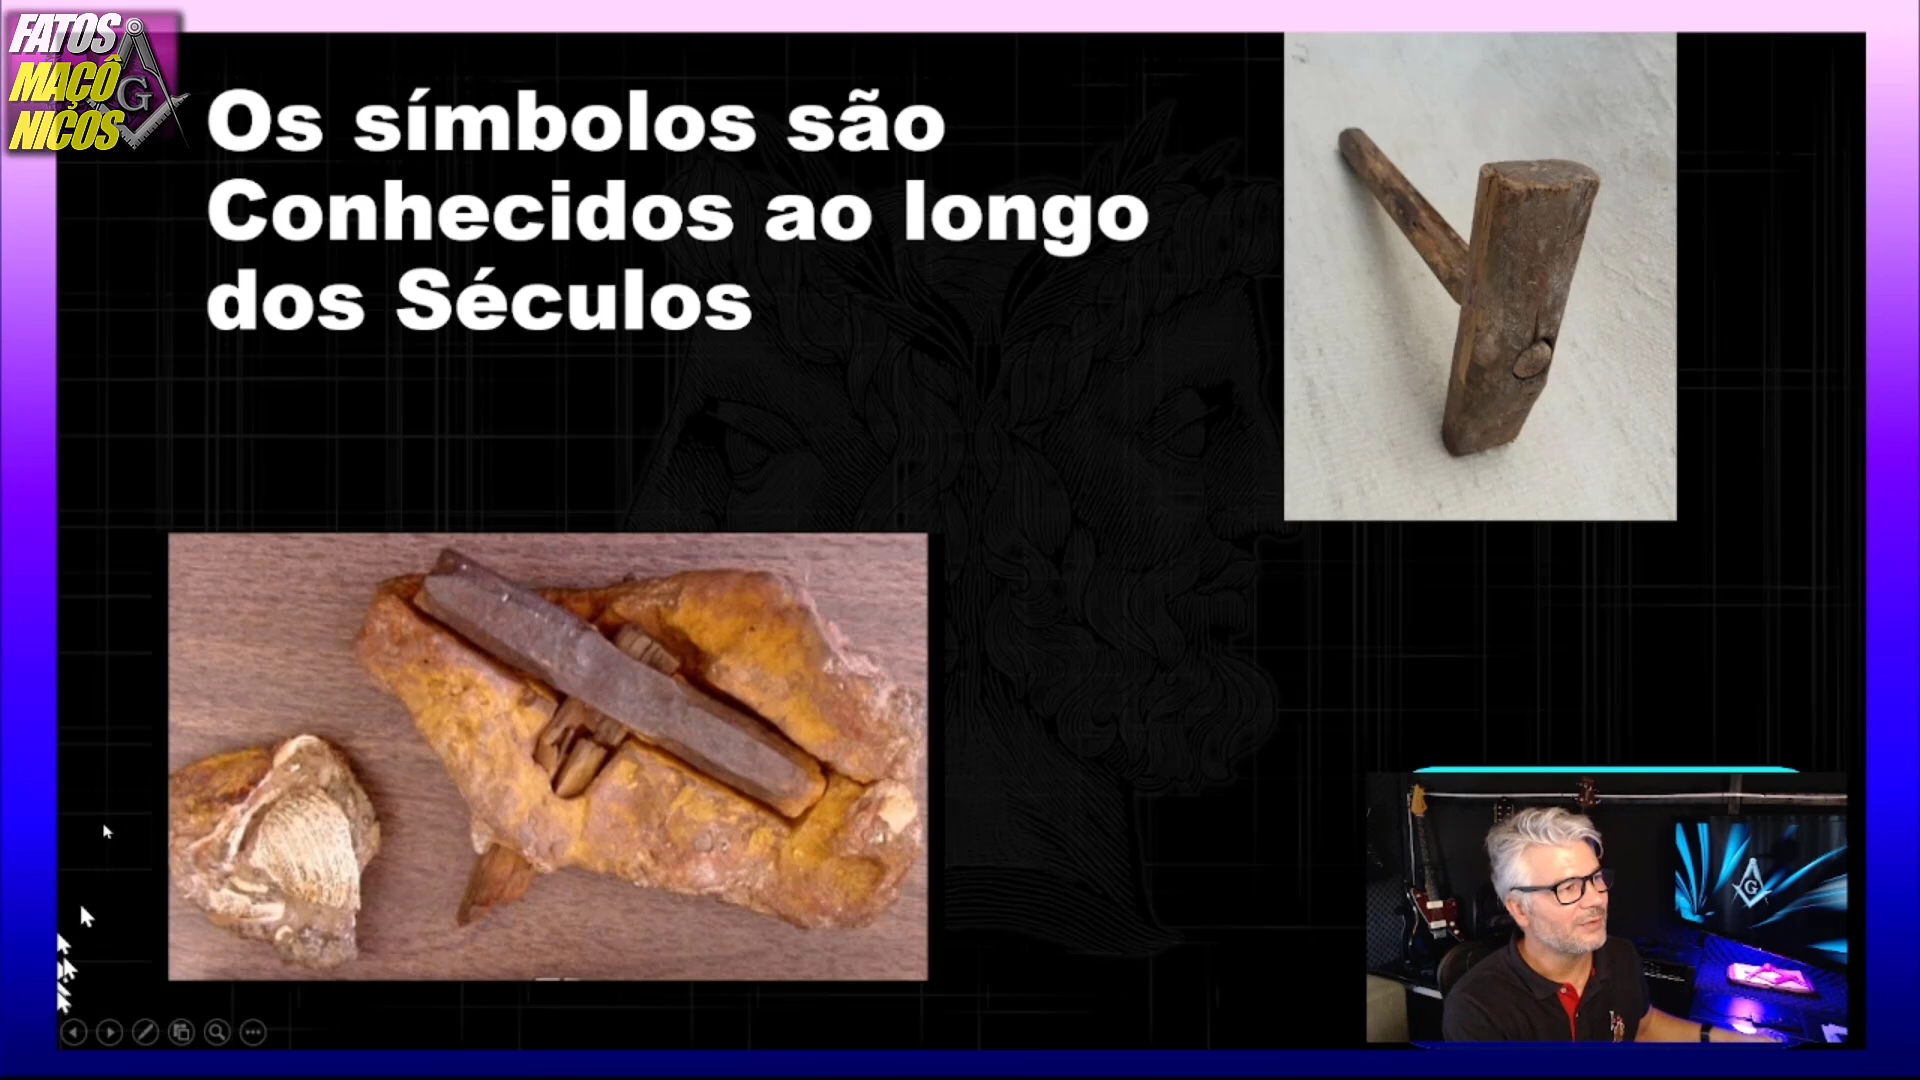 FATOS
MAÇÔ
NICOS
G
Os símbolos são
Conhecidos ao longo
dos Séculos
G